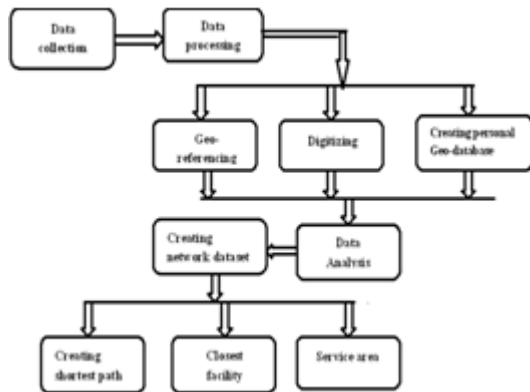 Data
collection
Data
processing
Geo-
referencing
Digitizing
Creating personal
Geo-database
Creating
network dataset
Data
Analysis
Creating
shortest path
Closest
facility
Service area